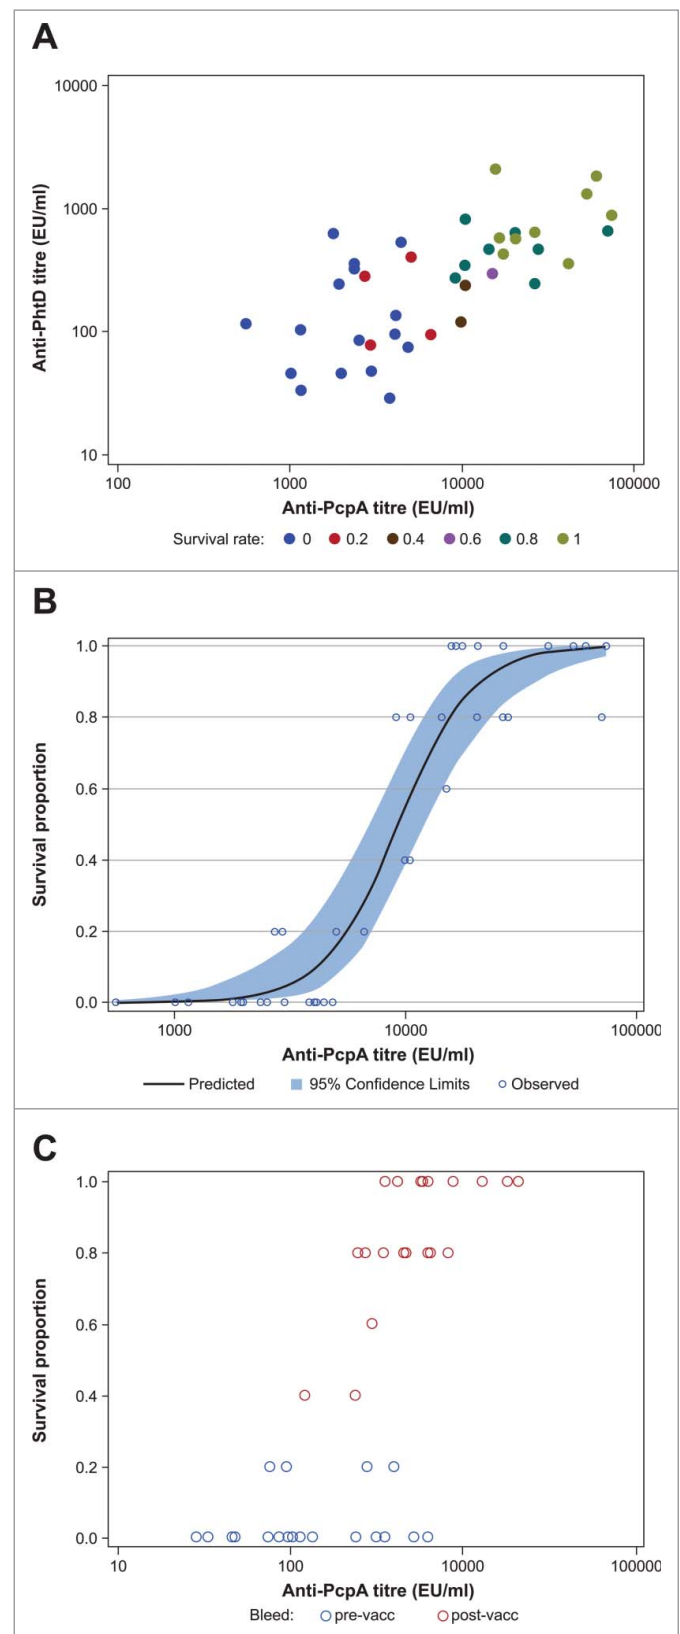 A
10000
1000
100
10
Anti-PhtD titre (EU/ml)
100 1000 10000 100000
Anti-PcpA titre (EU/ml)
Survival rate: 0 0.2 0.4 0.6 0.8 1
B
1.0
0.8
0.6
0.4
0.2
0.0
Survival proportion
1000 10000 100000
Anti-PcpA titre (EU/ml)
Predicted 95% Confidence Limits Observed
C
1.0
0.8
0.6
0.4
0.2
0.0
Survival proportion
10 100 10000 100000
Anti-PcpA titre (EU/ml)
Bleed: pre-vacc post-vacc